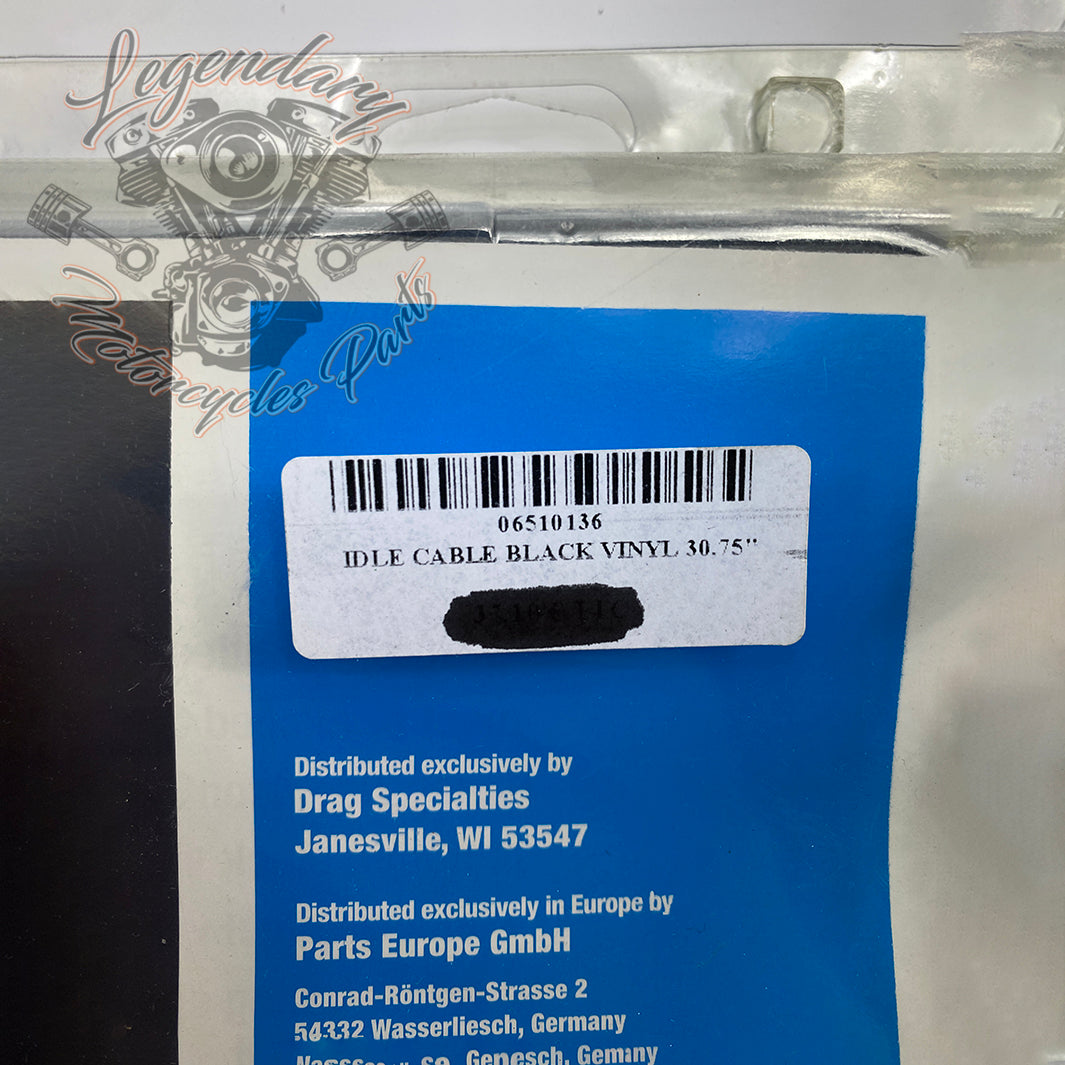 Legendary
Motorcycles Parts
06510136
IDLE CABLE BLACK VINYL 30.75"
Distributed exclusively by
Drag Specialties
Janesville, WI 53547
Distributed exclusively in Europe by
Parts Europe GmbH
Conrad-Röntgen-Strasse 2
54332 Wasserliesch, Germany
Gemany